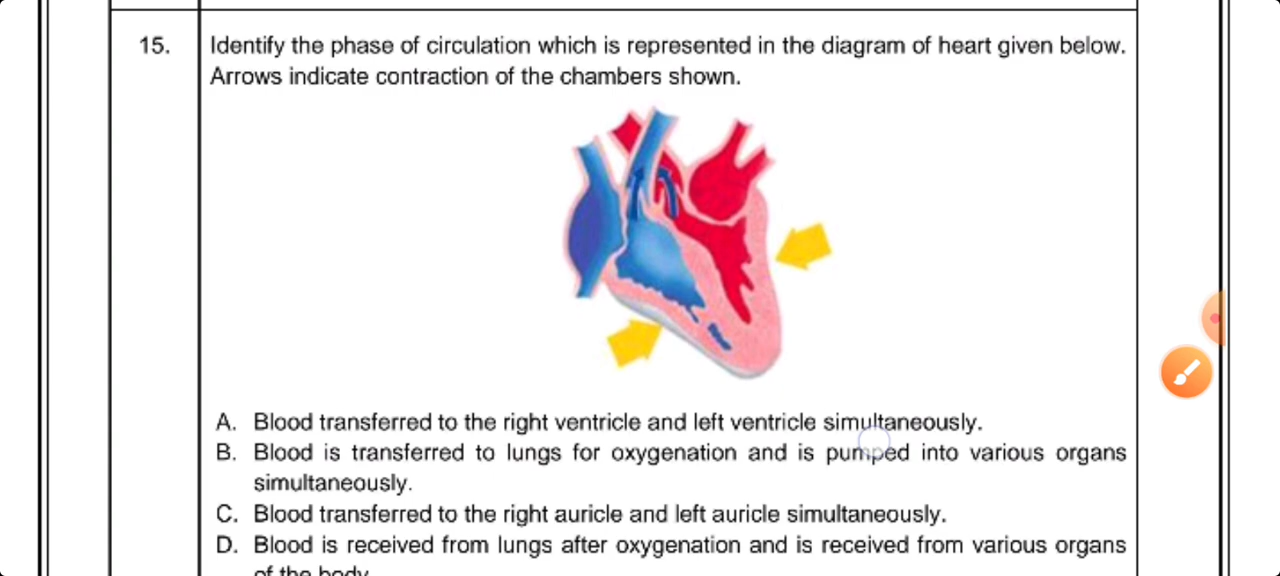 15. Identify the phase of circulation which is represented in the diagram of heart given below.
Arrows indicate contraction of the chambers shown.
A. Blood transferred to the right ventricle and left ventricle simultaneously.
B. Blood is transferred to lungs for oxygenation and is pumped into various organs
simultaneously.
C. Blood transferred to the right auricle and left auricle simultaneously.
D. Blood is received from lungs after oxygenation and is received from various organs
of the body